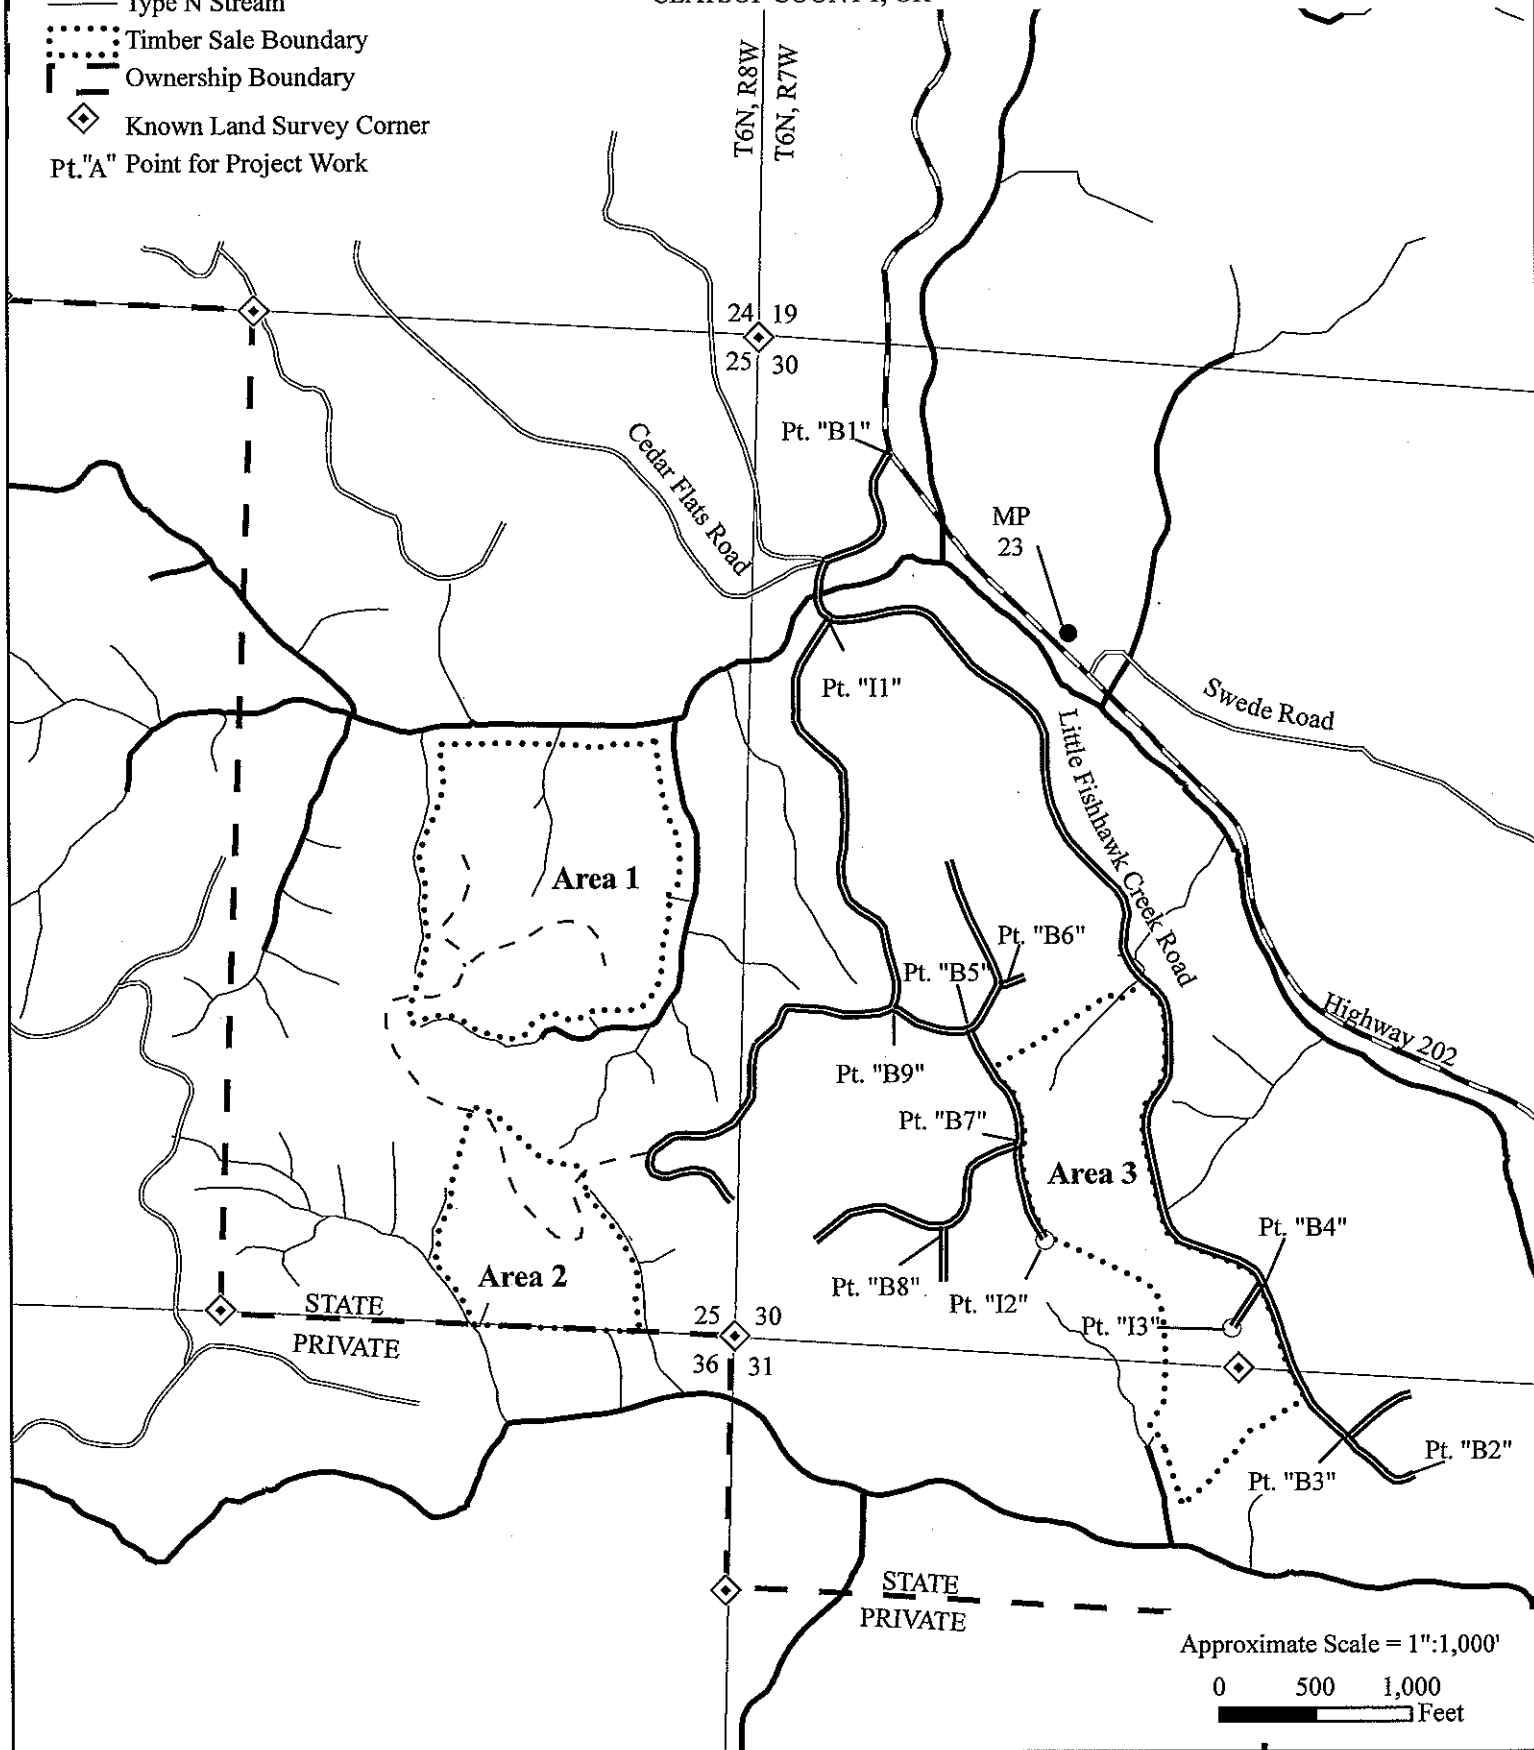 Type N Stream
CLATSOP COUNTY, OR
Timber Sale Boundary
Ownership Boundary
Known Land Survey Corner
Pt."A" Point for Project Work
T6N, R8W
T6N, R7W
24 19
25 30
Pt. "B1"
Cedar Flats Road
MP
23
Pt. "I1"
Swede Road
Little Fishhawk Creek Road
Area 1
Pt. "B6"
Pt. "B5"
Highway 202
Pt. "B9"
Pt. "B7"
Area 3
Pt. "B4"
Area 2
Pt. "B8"
Pt. "I2"
STATE
PRIVATE
25 30
36 31
Pt. "I3"
Pt. "B2"
Pt. "B3"
STATE
PRIVATE
Approximate Scale = 1":1,000'
0 500 1,000
Feet